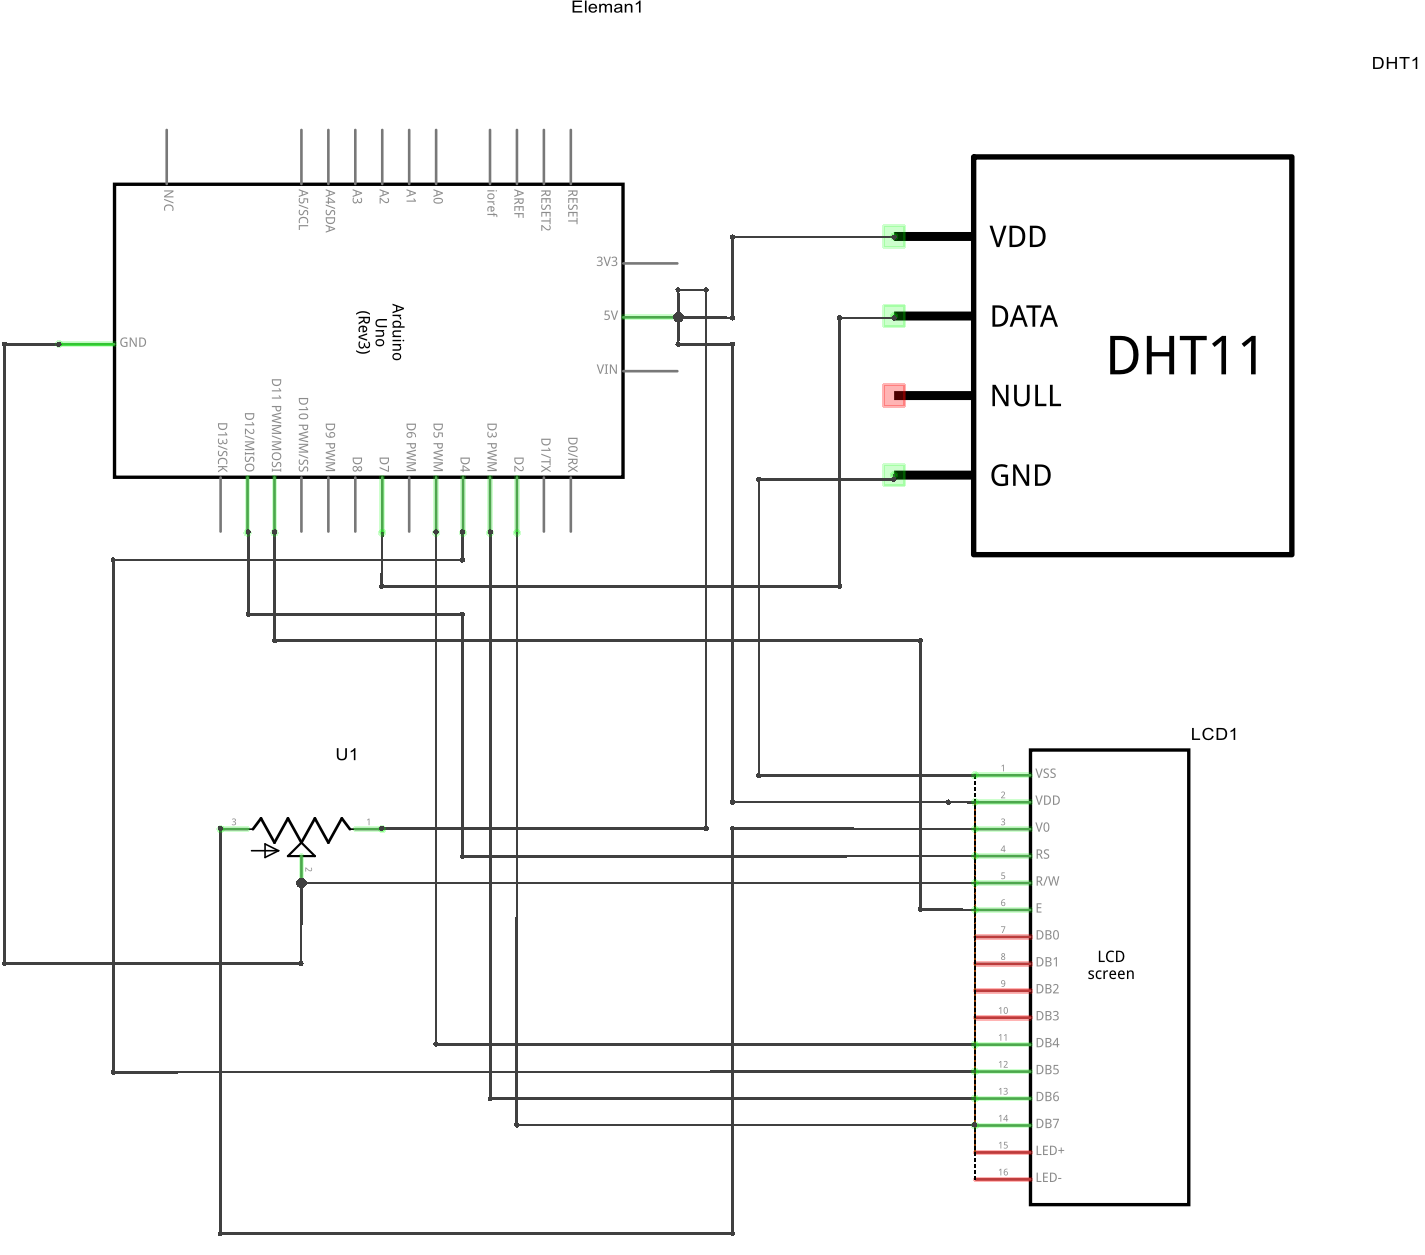 Eleman1
DHT1
N/C
A5/SCL
A4/SDA
A3
A2
A1
A0
ioref
AREF
RESET2
RESET
3V3
5V
VIN
GND
Arduino
Uno
(Rev3)
D13/SCK
D12/MISO
D11 PWM/MOSI
D10 PWM/SS
D9 PWM
D8
D7
D6 PWM
D5 PWM
D4
D3 PWM
D2
D1/TX
D0/RX
VDD
DATA
NULL
GND
DHT11
U1
3
1
2
LCD1
1 VSS
2 VDD
3 V0
4 RS
5 R/W
6 E
7 DB0
8 DB1
9 DB2
10 DB3
11 DB4
12 DB5
13 DB6
14 DB7
15 LED+
16 LED-
LCD
screen